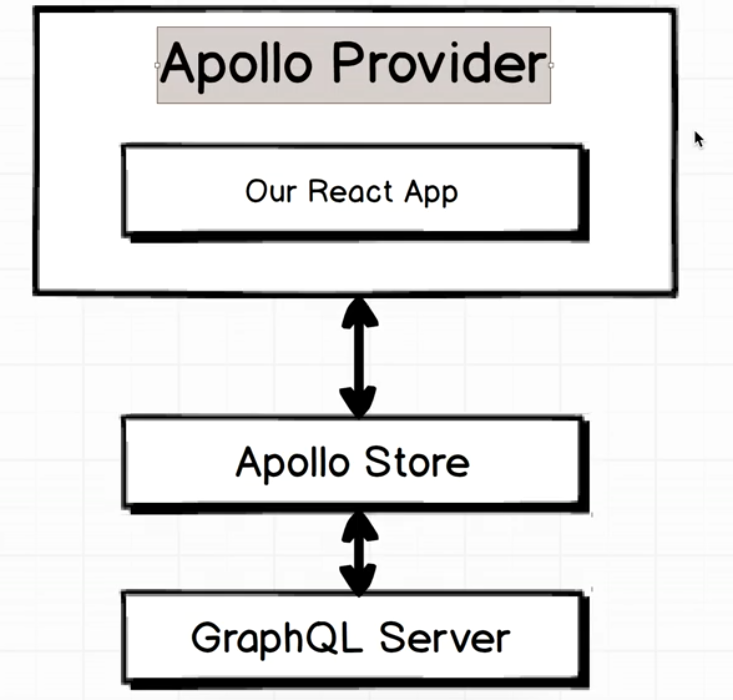 Apollo Provider
Our React App
Apollo Store
GraphQL Server